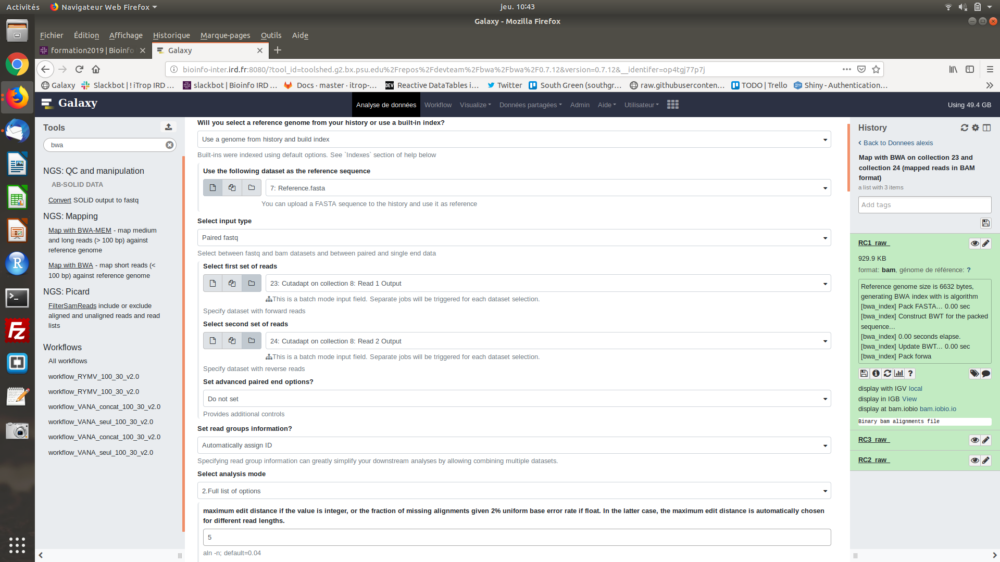 Activités
Navigateur Web Firefox
jeu. 10:43
Galaxy - Mozilla Firefox
Fichier Édition Affichage Historique Marque-pages Outils Aide
formation2019 | Bioinfo
Galaxy
bioinfo-inter.ird.fr:8080/?tool_id=toolshed.g2.bx.psu.edu%2Frepos%2Fdevteam%2Fbwa%2Fbwa%2F0.7.12&version=0.7.12&__identifer=op4tgj77p7j
Galaxy
Slackbot | ! iTrop IRD …
slackbot | Bioinfo IRD …
Docs · master · itrop-…
DEV
Reactive DataTables i…
Twitter
South Green (southgr…
raw.githubuserconten…
TODO | Trello
Shiny - Authentication…
Galaxy
Analyse de données Workflow Visualize Données partagées Admin Aide Utilisateur
Using 49.4 GB
Tools
bwa
NGS: QC and manipulation
AB-SOLID DATA
Convert SOLiD output to fastq
NGS: Mapping
Map with BWA-MEM - map medium
and long reads (> 100 bp) against
reference genome
Map with BWA - map short reads (<
100 bp) against reference genome
NGS: Picard
FilterSamReads include or exclude
aligned and unaligned reads and read
lists
Workflows
All workflows
workflow_RYMV_100_30_v2.0
workflow_RYMV_100_30_v2.0
workflow_VANA_concat_100_30_v2.0
workflow_VANA_seul_100_30_v2.0
workflow_VANA_concat_100_30_v2.0
workflow_VANA_seul_100_30_v2.0
Will you select a reference genome from your history or use a built-in index?
Use a genome from history and build index
Built-ins were indexed using default options. See `Indexes` section of help below
Use the following dataset as the reference sequence
7: Reference.fasta
You can upload a FASTA sequence to the history and use it as reference
Select input type
Paired fastq
Select between fastq and bam datasets and between paired and single end data
Select first set of reads
23: Cutadapt on collection 8: Read 1 Output
This is a batch mode input field. Separate jobs will be triggered for each dataset selection.
Specify dataset with forward reads
Select second set of reads
24: Cutadapt on collection 8: Read 2 Output
This is a batch mode input field. Separate jobs will be triggered for each dataset selection.
Specify dataset with reverse reads
Set advanced paired end options?
Do not set
Provides additional controls
Set read groups information?
Automatically assign ID
Specifying read group information can greatly simplify your downstream analyses by allowing combining multiple datasets.
Select analysis mode
2.Full list of options
maximum edit distance if the value is integer, or the fraction of missing alignments given 2% uniform base error rate if float. In the latter case, the maximum edit distance is automatically chosen
for different read lengths.
5
aln -n; default=0.04
History
Back to Donnees alexis
Map with BWA on collection 23 and
collection 24 (mapped reads in BAM
format)
a list with 3 items
Add tags
RC1_raw_
929.9 KB
format: bam, génome de référence: ?
Reference genome size is 6632 bytes,
generating BWA index with is algorithm
[bwa_index] Pack FASTA... 0.00 sec
[bwa_index] Construct BWT for the packed
sequence...
[bwa_index] 0.00 seconds elapse.
[bwa_index] Update BWT... 0.00 sec
[bwa_index] Pack forwa
display with IGV local
display in IGB View
display at bam.iobio bam.iobio.io
Binary bam alignments file
RC3_raw_
RC2_raw_